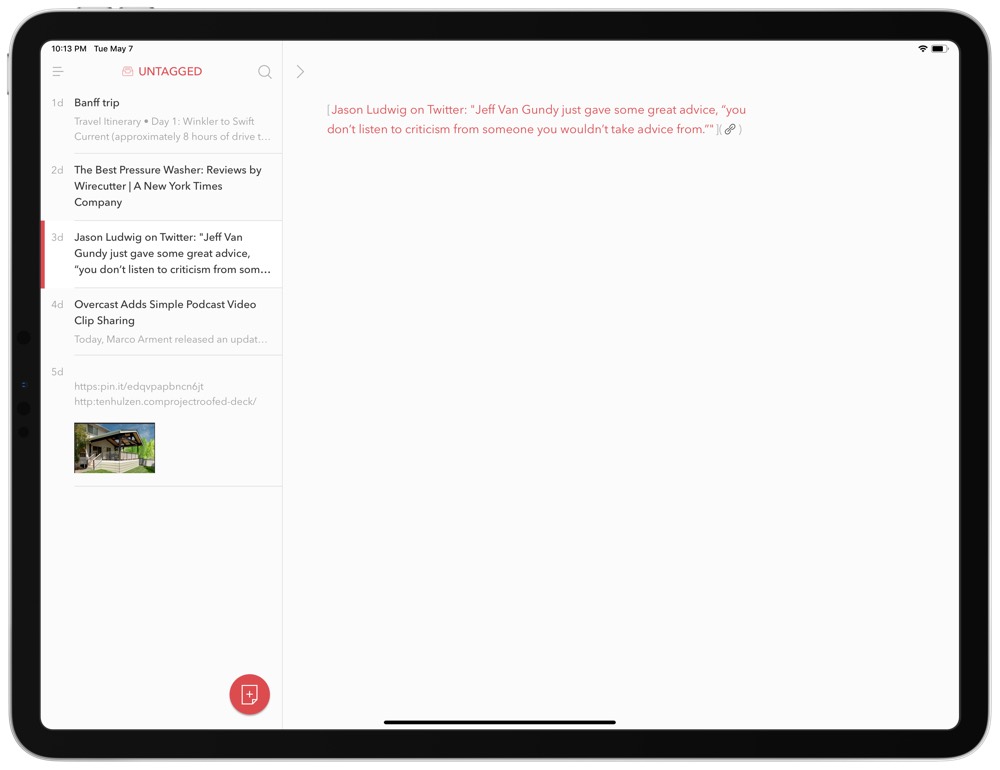 10:13 PM Tue May 7
UNTAGGED
1d Banff trip
Travel Itinerary • Day 1: Winkler to Swift
Current (approximately 8 hours of drive t...
2d The Best Pressure Washer: Reviews by
Wirecutter | A New York Times
Company
3d Jason Ludwig on Twitter: "Jeff Van
Gundy just gave some great advice,
“you don’t listen to criticism from som...
4d Overcast Adds Simple Podcast Video
Clip Sharing
Today, Marco Arment released an updat...
5d
https:pin.it/edqvpapbncn6jt
http:tenhulzen.comprojectroofed-deck/
[Jason Ludwig on Twitter: "Jeff Van Gundy just gave some great advice, “you
don’t listen to criticism from someone you wouldn’t take advice from.”" ]( )